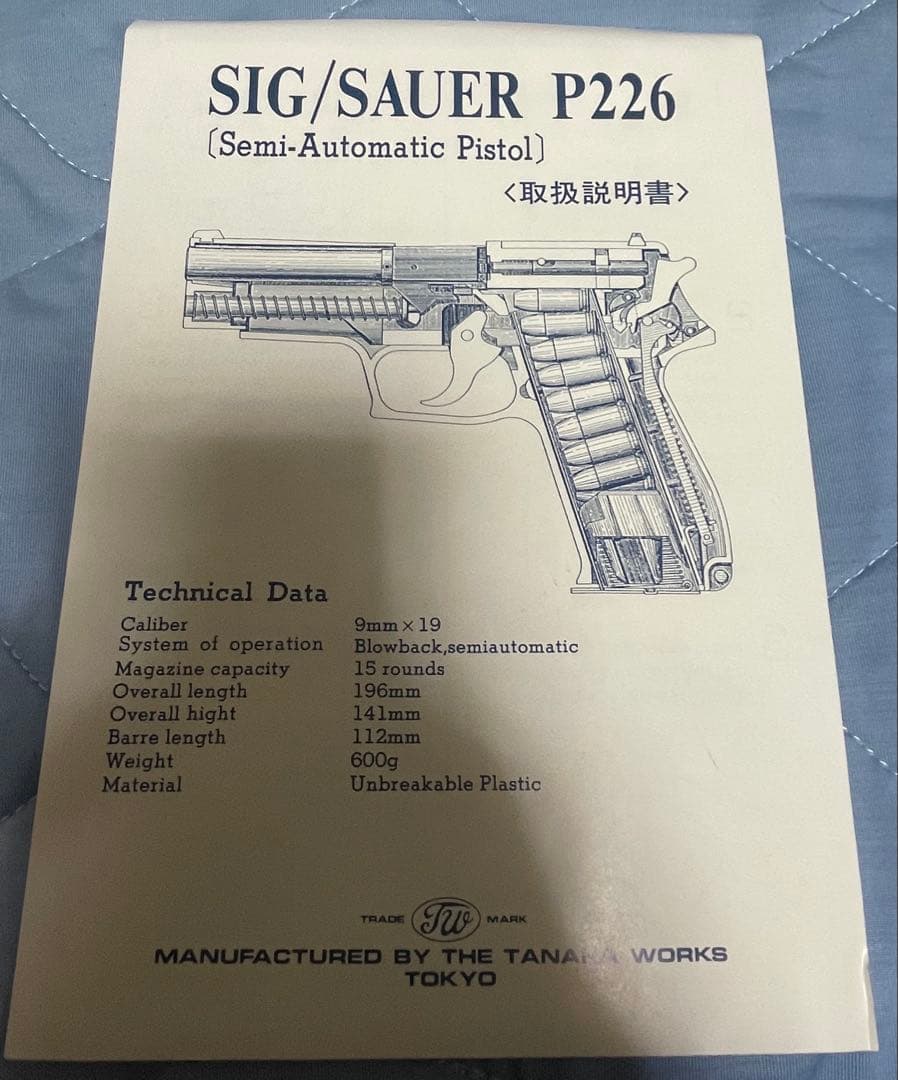 SIG/SAUER P226
[Semi-Automatic Pistol]
<取扱説明書>
Technical Data
Caliber 9mm×19
System of operation Blowback,semiautomatic
Magazine capacity 15 rounds
Overall length 196mm
Overall hight 141mm
Barre length 112mm
Weight 600g
Material Unbreakable Plastic
TRADE TW MARK
MANUFACTURED BY THE TANAKA WORKS
TOKYO